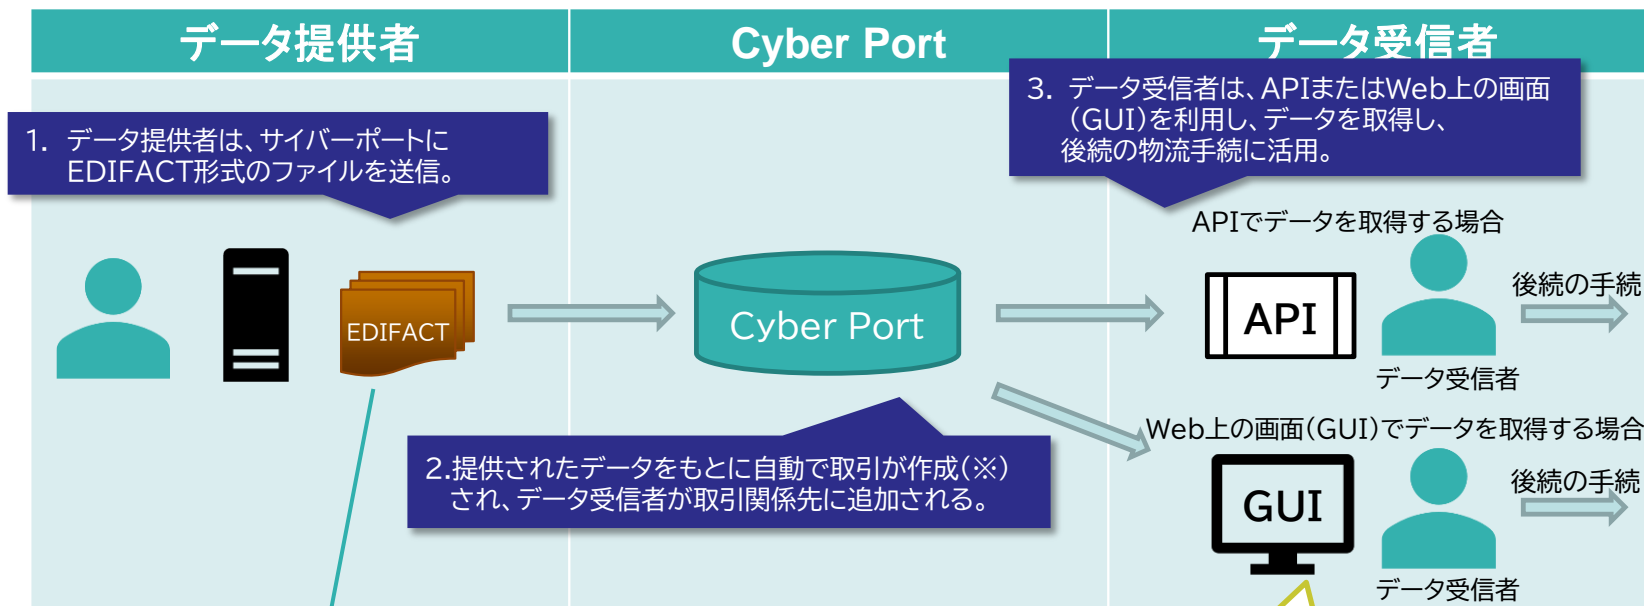 データ提供者
Cyber Port
データ受信者
1. データ提供者は、サイバーポートに
EDIFACT形式のファイルを送信。
3. データ受信者は、APIまたはWeb上の画面
(GUI)を利用し、データを取得し、
後続の物流手続に活用。
APIでデータを取得する場合
EDIFACT
Cyber Port
API
後続の手続
データ受信者
2.提供されたデータをもとに自動で取引が作成(※)
され、データ受信者が取引関係先に追加される。
Web上の画面(GUI)でデータを取得する場合
GUI
後続の手続
データ受信者